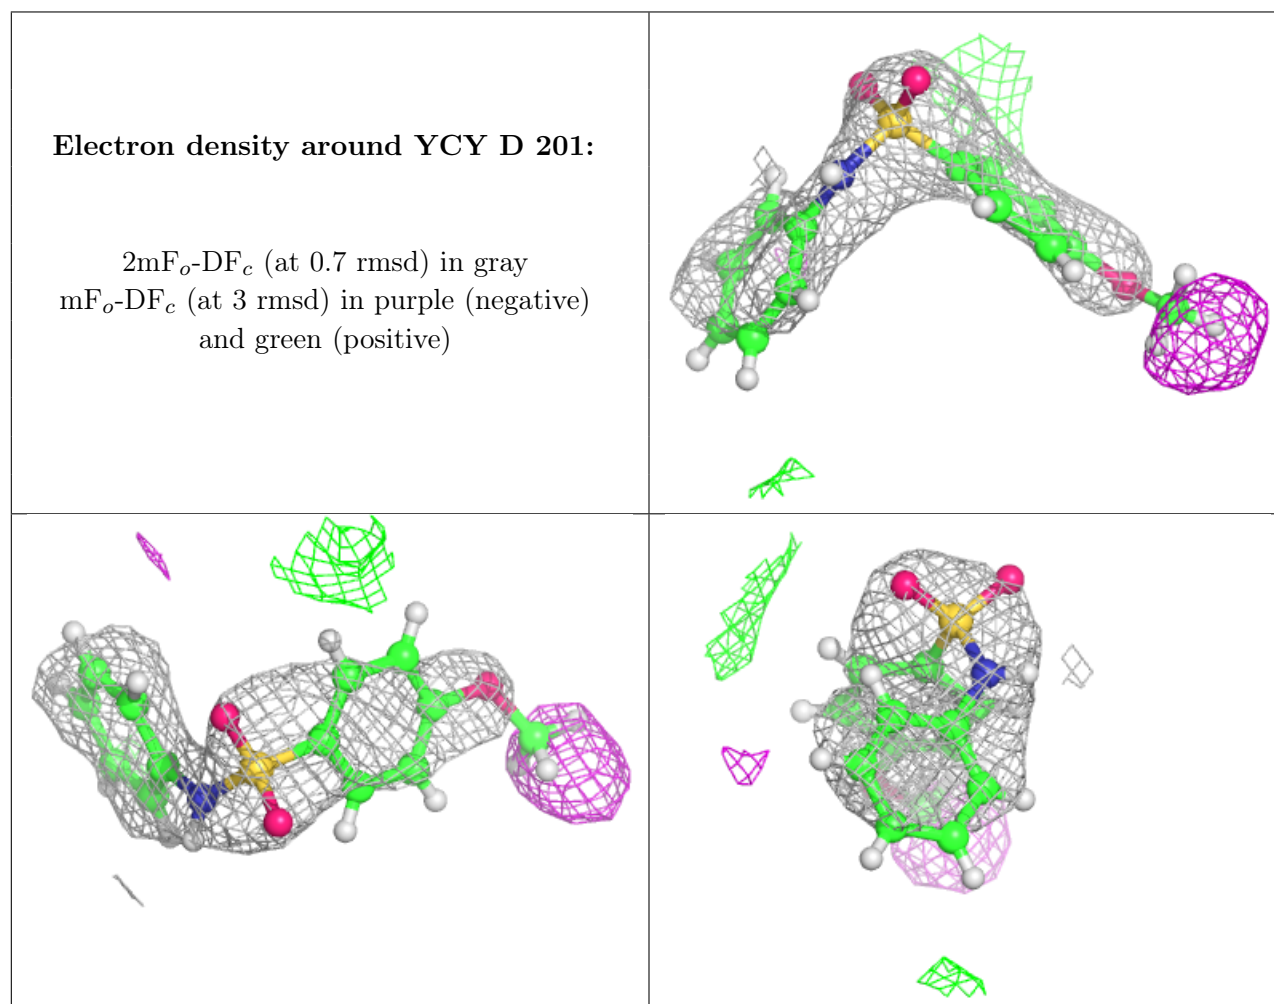 Electron density around YCY D 201:
2mFo-DFc (at 0.7 rmsd) in gray
mFo-DFc (at 3 rmsd) in purple (negative)
and green (positive)